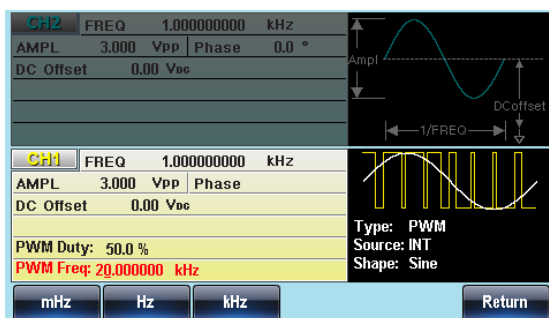 CH2 FREQ 1.000000000 kHz
AMPL 3.000 Vpp Phase 0.0 °
DC Offset 0.00 VDC
Ampl
DCoffset
1/FREQ
CH1 FREQ 1.000000000 kHz
AMPL 3.000 Vpp Phase
DC Offset 0.00 VDC
PWM Duty: 50.0 %
PWM Freq: 20.000000 kHz
Type: PWM
Source: INT
Shape: Sine
mHz Hz kHz Return